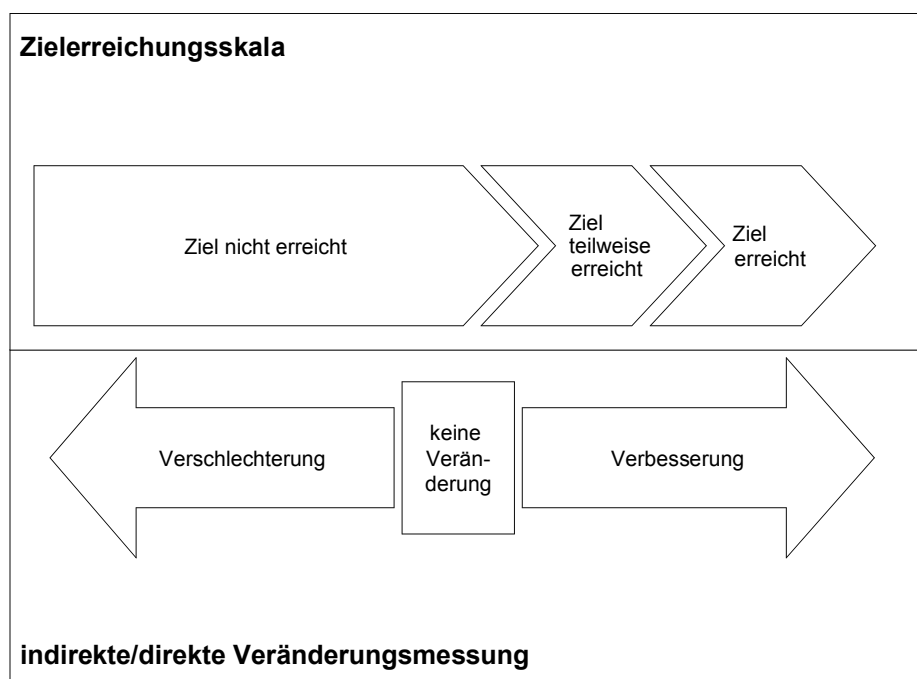 Zielerreichungsskala
Ziel nicht erreicht
Ziel
teilweise
erreicht
Ziel
erreicht
Verschlechterung
keine
Verän-
derung
Verbesserung
indirekte/direkte Veränderungsmessung